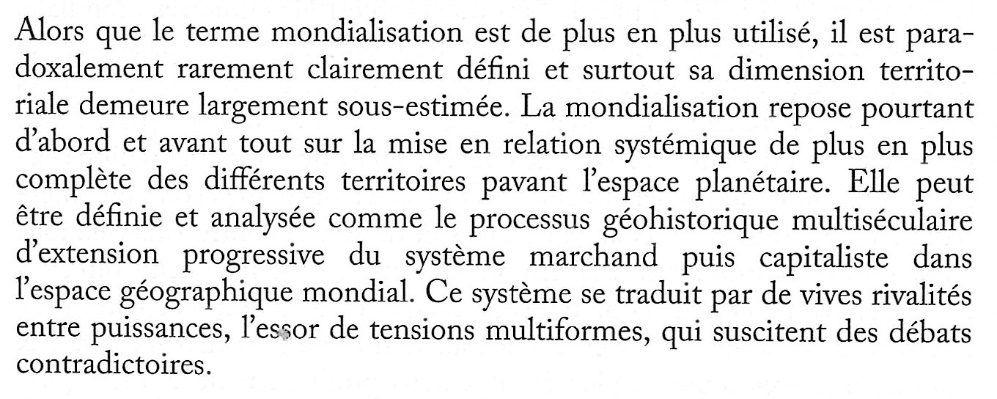 Alors que le terme mondialisation est de plus en plus utilisé, il est para-
doxalement rarement clairement défini et surtout sa dimension territo-
riale demeure largement sous-estimée. La mondialisation repose pourtant
d’abord et avant tout sur la mise en relation systémique de plus en plus
complète des différents territoires pavant l’espace planétaire. Elle peut
être définie et analysée comme le processus géohistorique multiséculaire
d’extension progressive du système marchand puis capitaliste dans
l’espace géographique mondial. Ce système se traduit par de vives rivalités
entre puissances, l’essor de tensions multiformes, qui suscitent des débats
contradictoires.